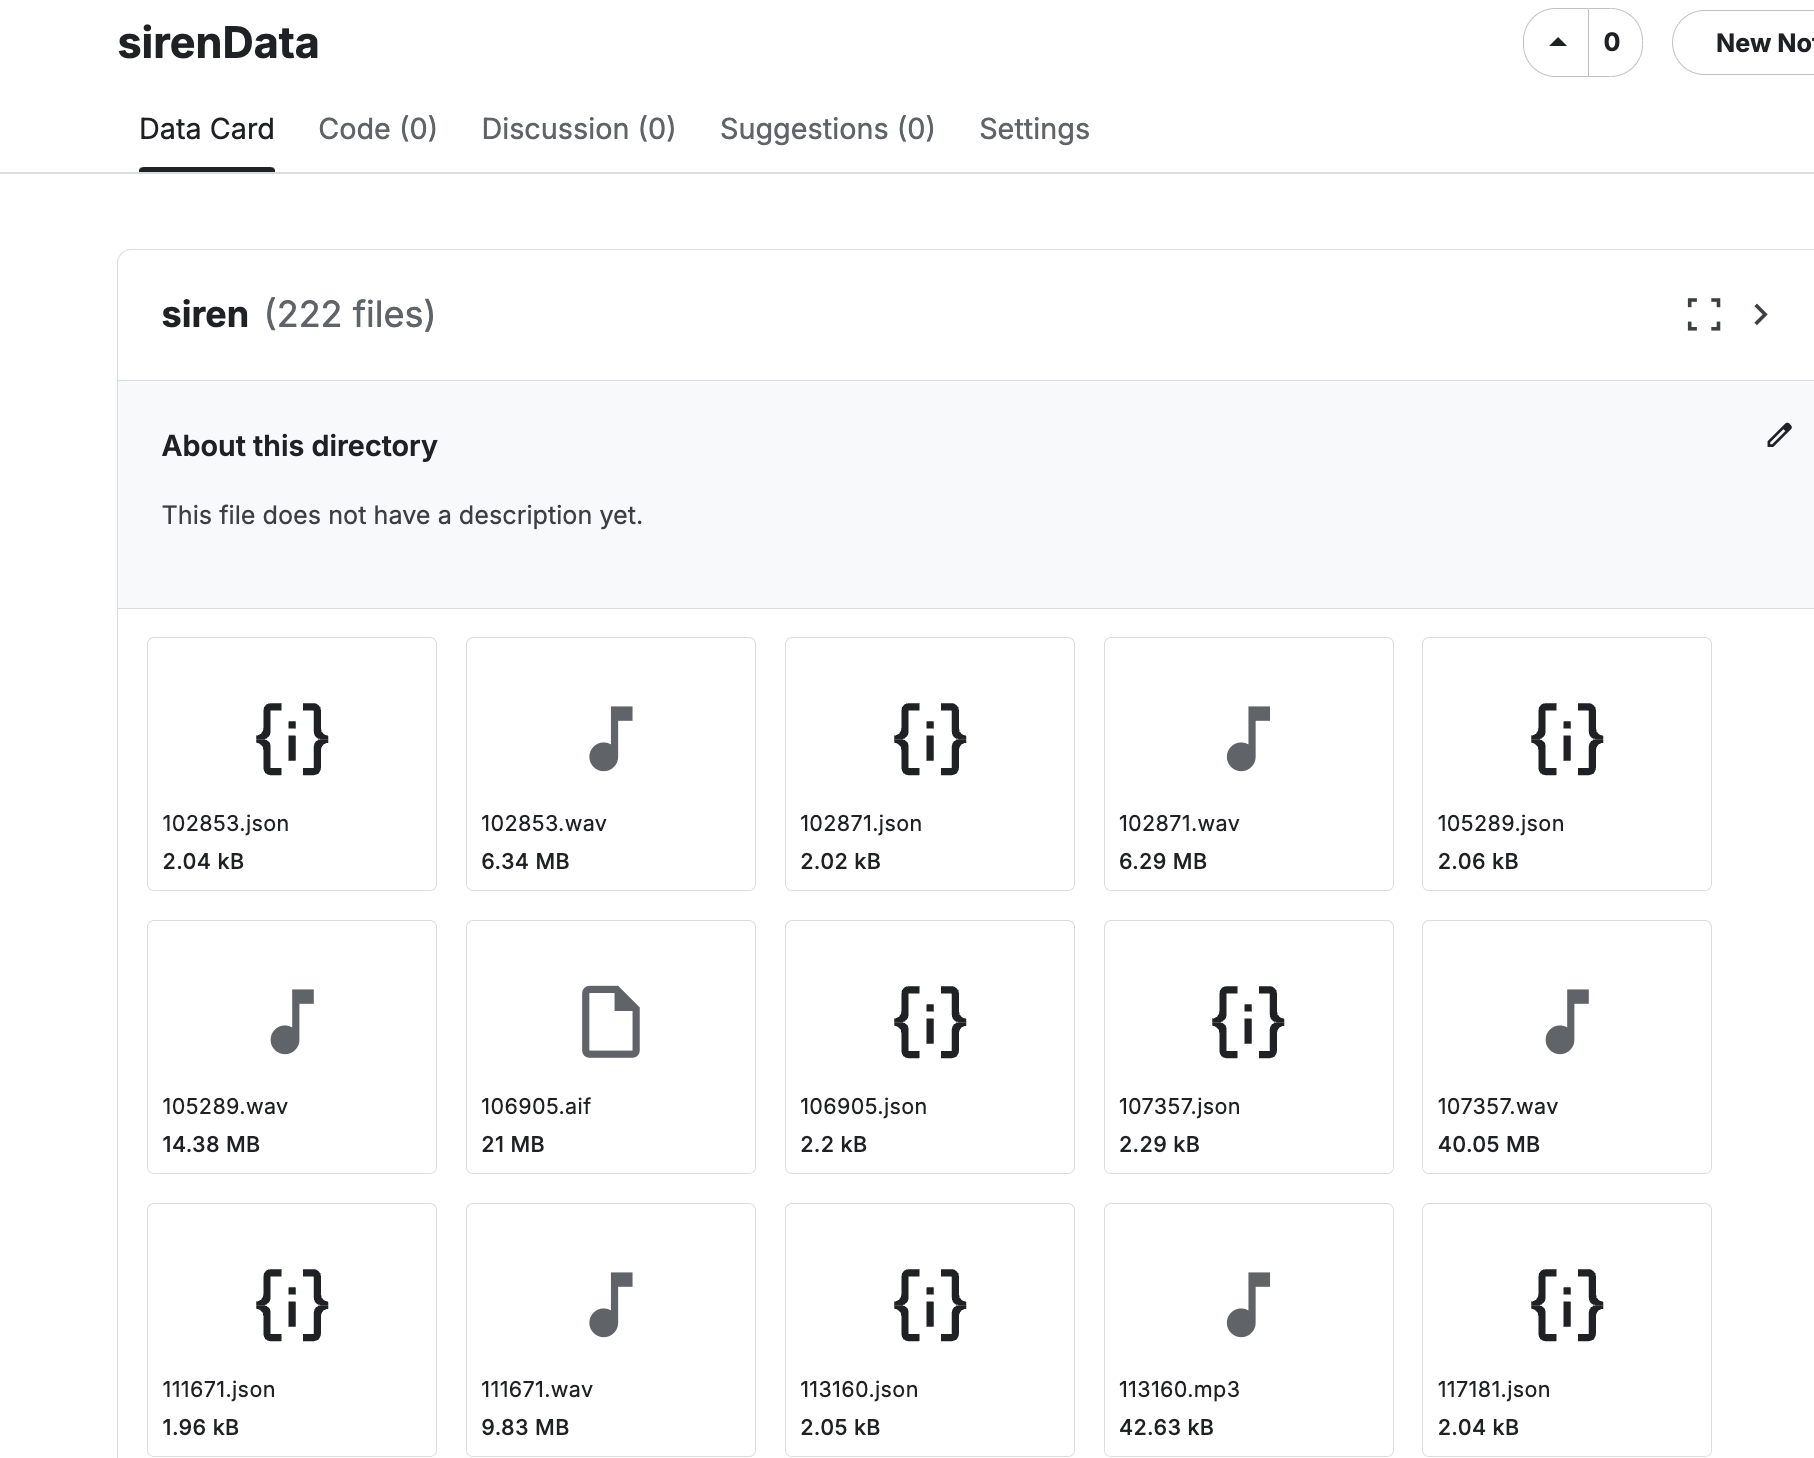 sirenData
0
New No
Data Card Code (0) Discussion (0) Suggestions (0) Settings
siren (222 files)
About this directory
This file does not have a description yet.
{i} {i} {i}
102853.json 102853.wav 102871.json 102871.wav 105289.json
2.04 kB 6.34 MB 2.02 kB 6.29 MB 2.06 kB
{i} {i}
105289.wav 106905.aif 106905.json 107357.json 107357.wav
14.38 MB 21 MB 2.2 kB 2.29 kB 40.05 MB
{i} {i} {i}
111671.json 111671.wav 113160.json 113160.mp3 117181.json
1.96 kB 9.83 MB 2.05 kB 42.63 kB 2.04 kB